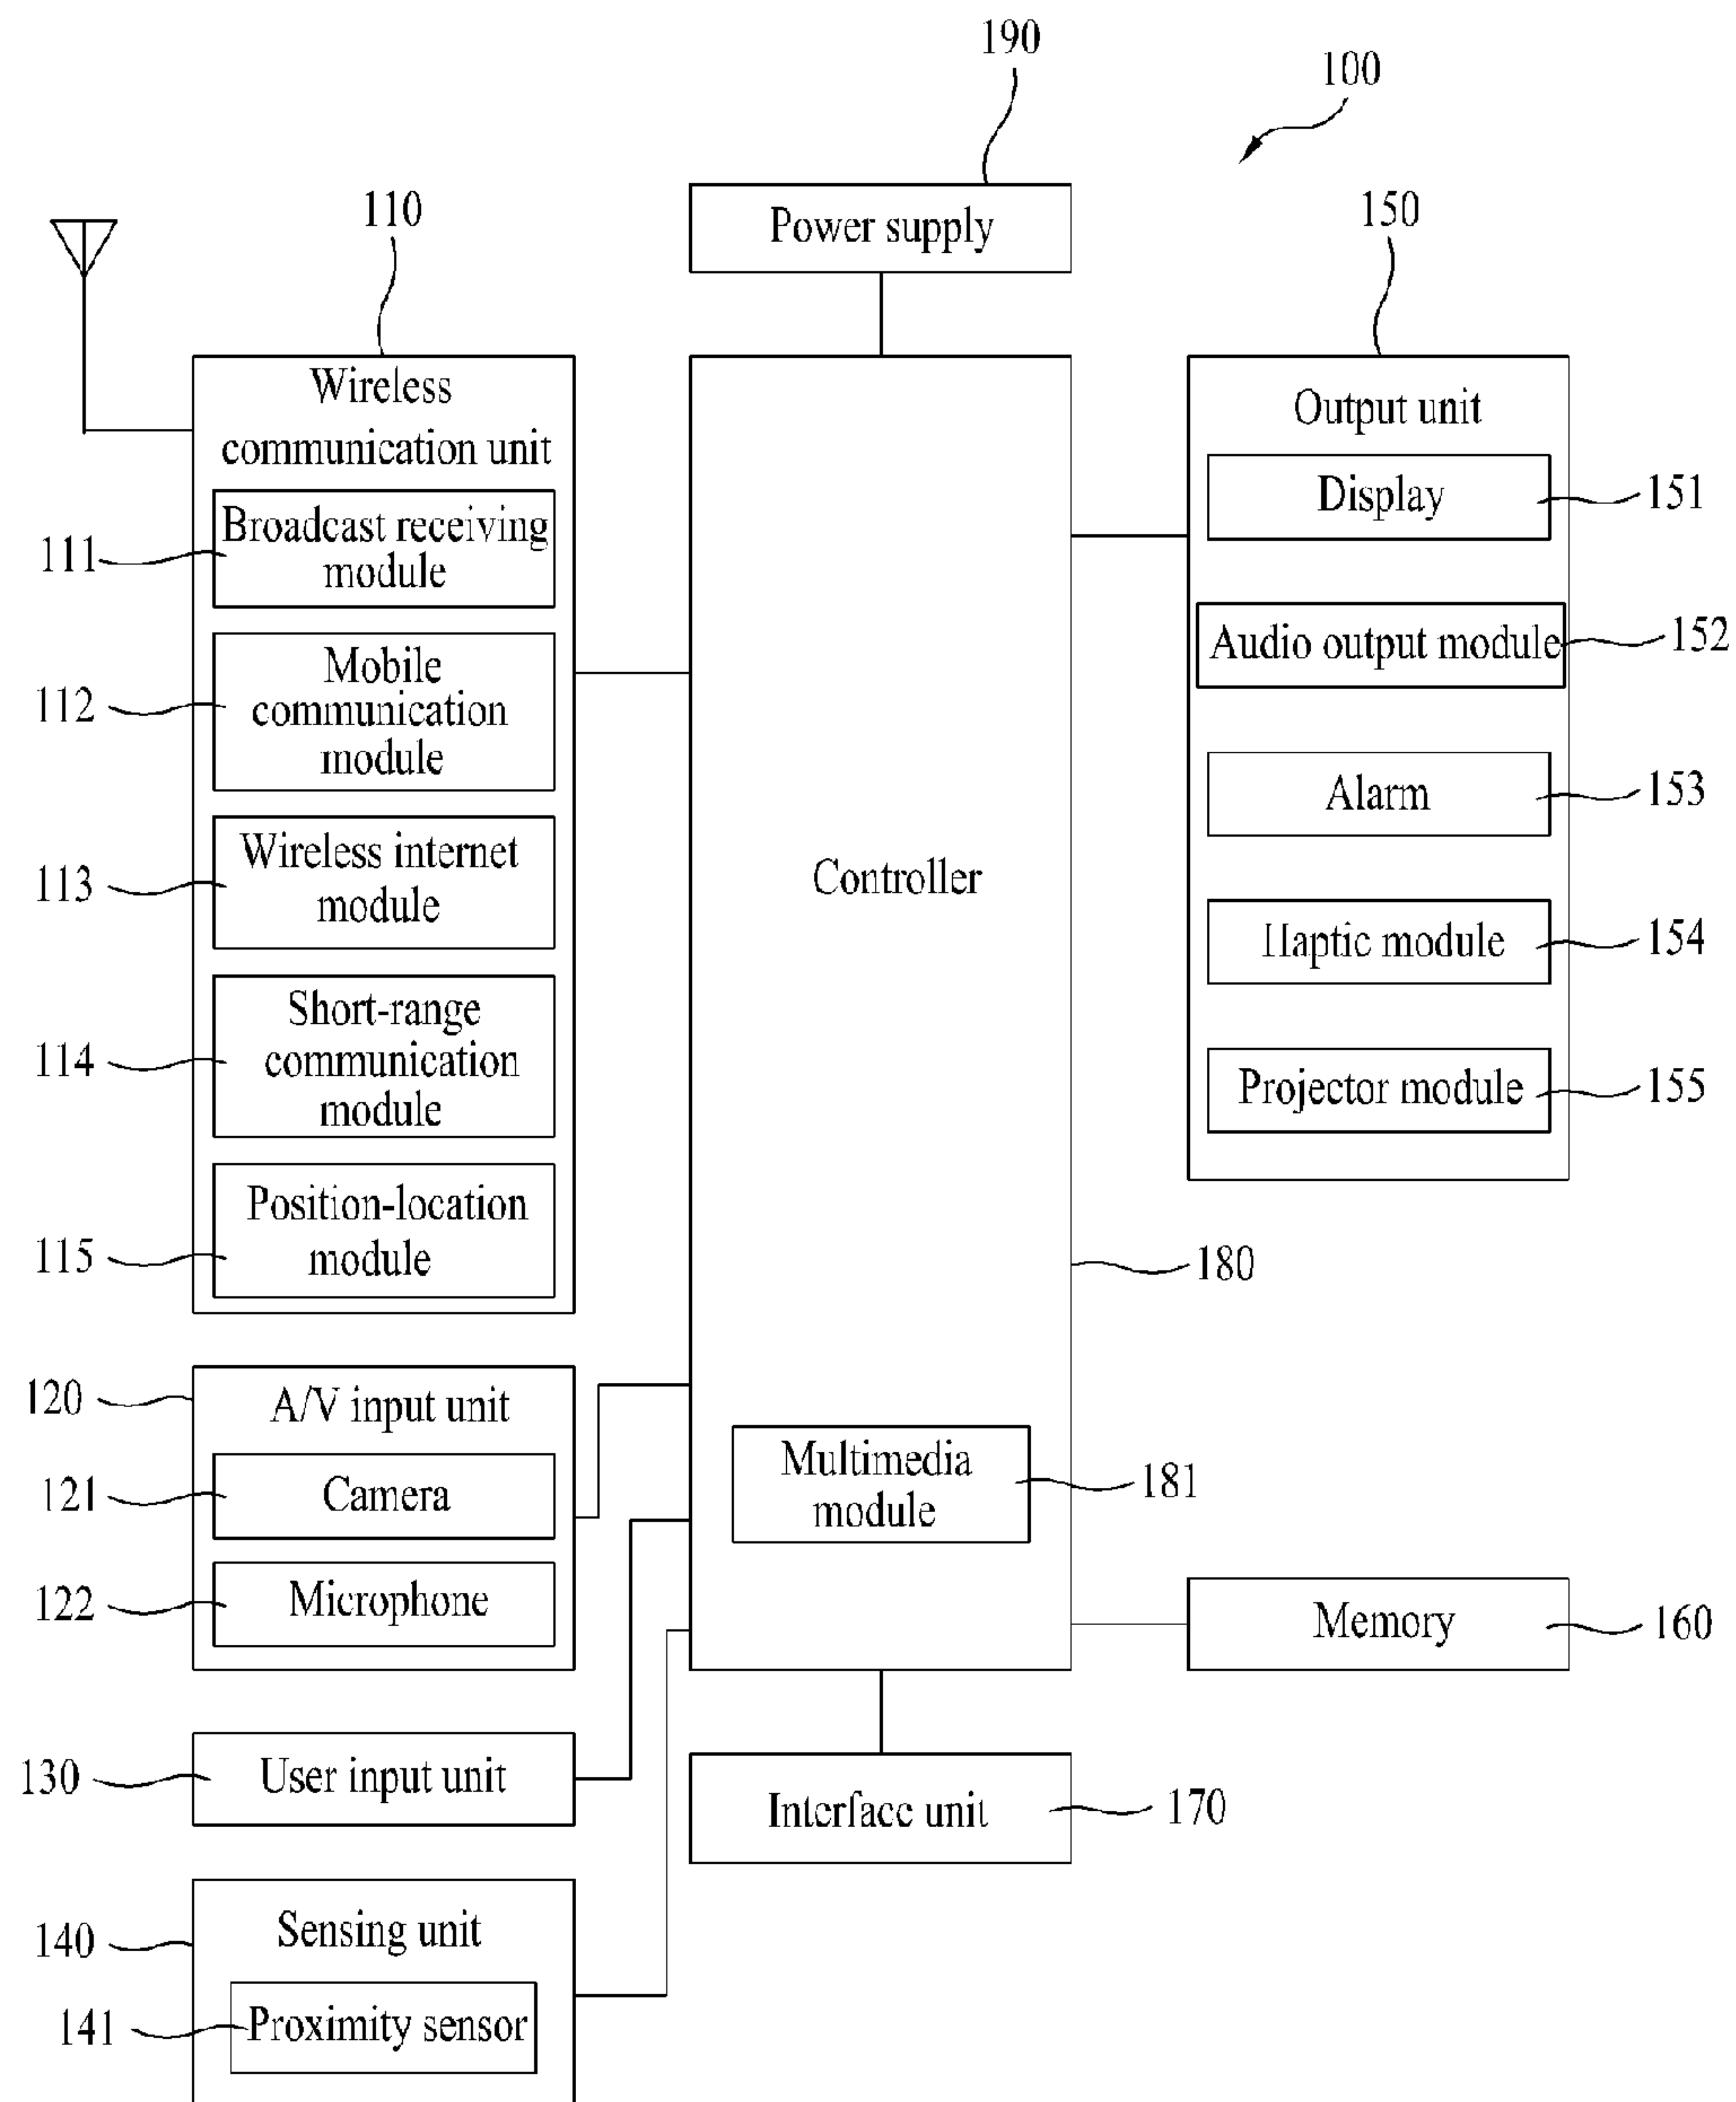 190
100
Power supply
110
150
Wireless
communication unit
Output unit
Display
151
111
Broadcast receiving
module
Audio output module
152
112
Mobile
communication
module
Alarm
153
113
Wireless internet
module
Controller
Haptic module
154
114
Short-range
communication
module
Projector module
155
115
Position-location
module
180
120
A/V input unit
121
Camera
Multimedia
module
181
122
Microphone
Memory
160
130
User input unit
Interface unit
170
140
Sensing unit
141
Proximity sensor